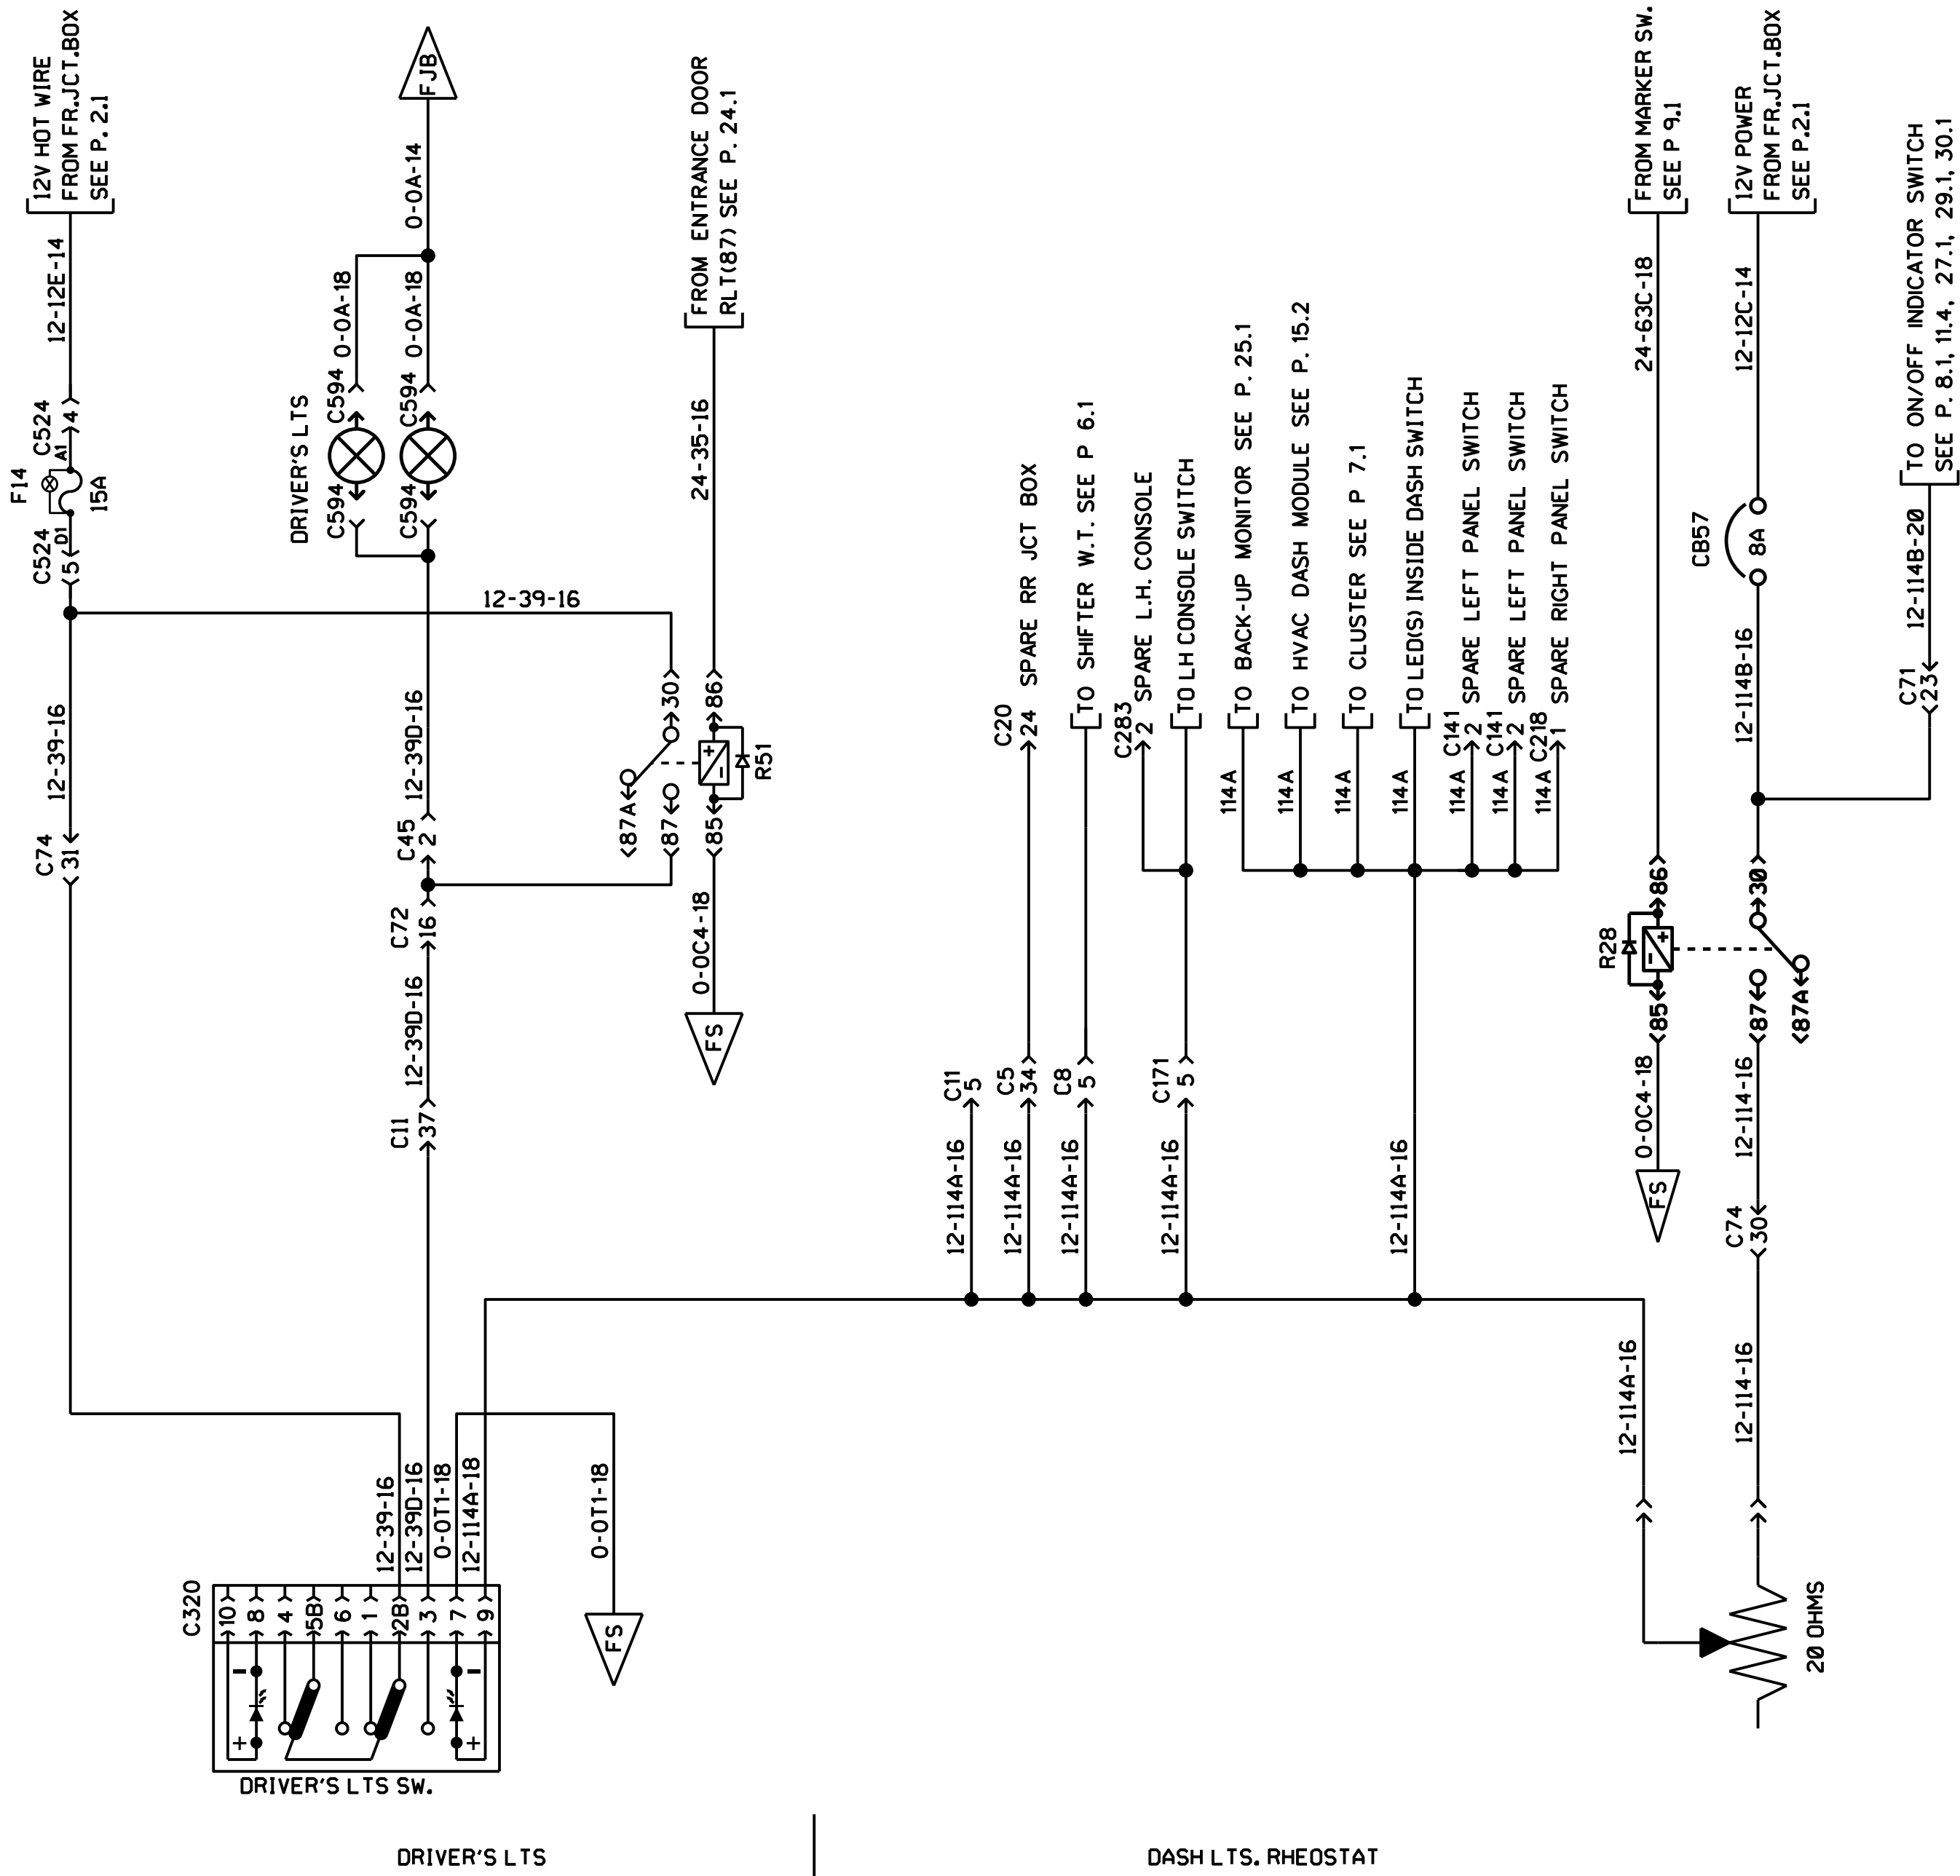 12V HOT WIRE
FROM FR.JCT.BOX
SEE P. 2.1
12-12E-14
C524
4
A1
F14
15A
C524
D1
5
12-39-16
12-39-16
C74
31
FJB
0-0A-14
0-0A-18
0-0A-18
C594
C594
DRIVER'S LTS
C594
C594
12-39D-16
C45
2
C72
16
12-39D-16
C11
37
FROM ENTRANCE DOOR
RLT(87) SEE P. 24.1
24-35-16
30
86
87A
87
85
R51
0-0C4-18
FS
12-39-16
12-39D-16
0-0T1-18
12-114A-18
0-0T1-18
FS
C320
10
8
4
5B
6
1
2B
3
7
9
- -
+ +
+ -
DRIVER'S LTS SW.
DRIVER'S LTS
C11
5
12-114A-16
SPARE RR JCT BOX
C20
24
C5
34
12-114A-16
TO SHIFTER W.T. SEE P 6.1
C8
5
12-114A-16
SPARE L.H. CONSOLE
C283
2
TO LH CONSOLE SWITCH
C171
5
12-114A-16
TO BACK-UP MONITOR SEE P. 25.1
114A
TO HVAC DASH MODULE SEE P. 15.2
114A
TO CLUSTER SEE P 7.1
114A
TO LED(S) INSIDE DASH SWITCH
114A
12-114A-16
SPARE LEFT PANEL SWITCH
C141
2
114A
SPARE LEFT PANEL SWITCH
C141
2
114A
SPARE RIGHT PANEL SWITCH
C218
1
114A
FROM MARKER SW.
SEE P 9.1
24-63C-18
86
R28
+ -
85
0-0C4-18
FS
12V POWER
FROM FR.JCT.BOX
SEE P.2.1
12-12C-14
CB57
8A
12-114B-16
30
87
87A
12-114-16
C74
30
12-114-16
12-114A-16
20 OHMS
TO ON/OFF INDICATOR SWITCH
SEE P. 8.1, 11.4, 27.1, 29.1, 30.1
12-114B-20
C71
23
DASH LTS. RHEOSTAT